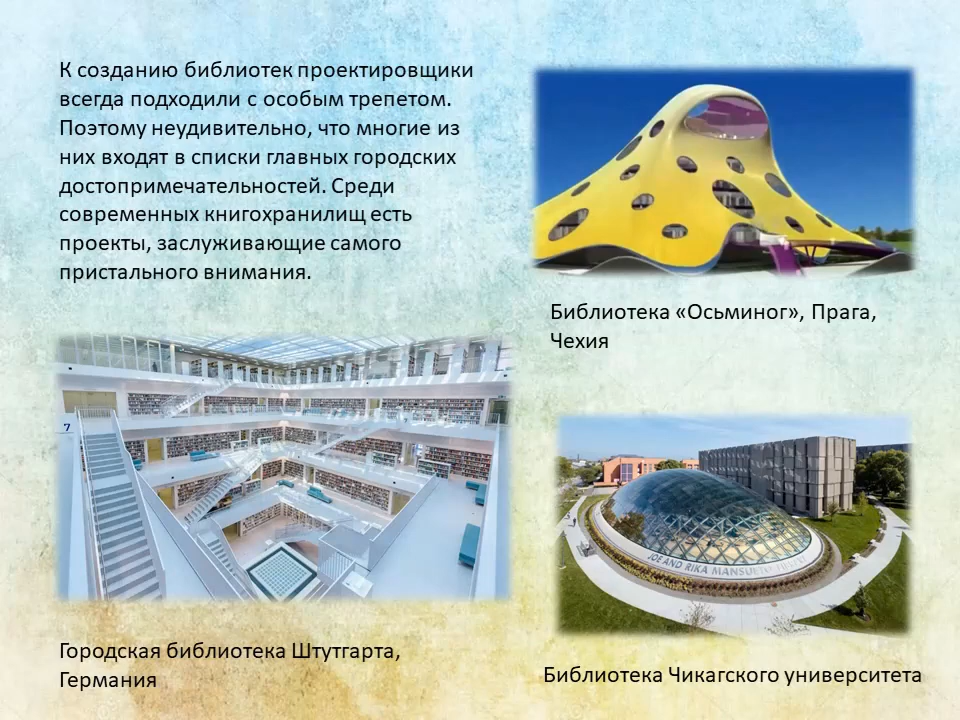 К созданию библиотек проектировщики
всегда подходили с особым трепетом.
Поэтому неудивительно, что многие из
них входят в списки главных городских
достопримечательностей. Среди
современных книгохранилищ есть
проекты, заслуживающие самого
пристального внимания.
Библиотека «Осьминог», Прага,
Чехия
7
JOE AND RIKA MANSUETO
Городская библиотека Штутгарта,
Германия
Библиотека Чикагского университета